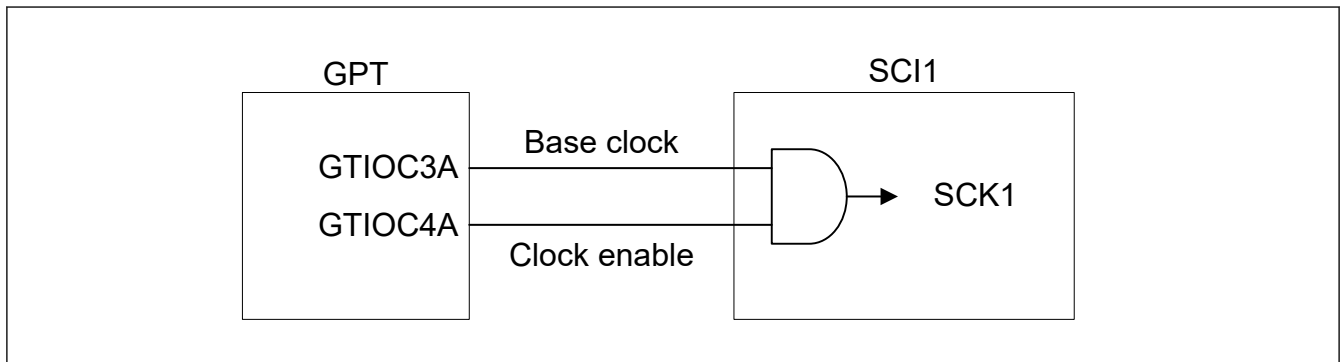 GPT
SCI1
GTIOC3A
Base clock
GTIOC4A
Clock enable
SCK1